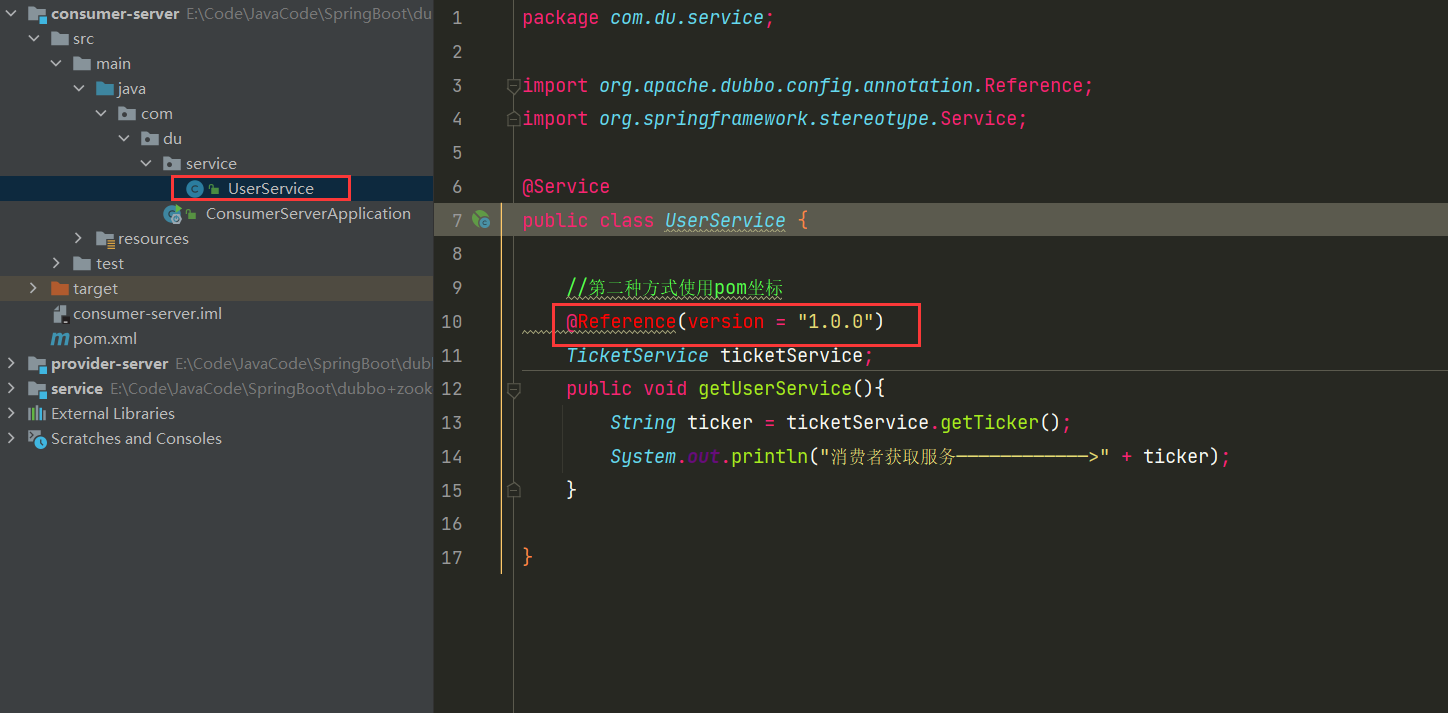 consumer-server E:\Code\JavaCode\SpringBoot\du
src
main
java
com
du
service
UserService
ConsumerServerApplication
resources
test
target
consumer-server.iml
pom.xml
provider-server E:\Code\JavaCode\SpringBoot\dubb
service E:\Code\JavaCode\SpringBoot\dubbo+zook
External Libraries
Scratches and Consoles
1 package com.du.service;
2
3 import org.apache.dubbo.config.annotation.Reference;
4 import org.springframework.stereotype.Service;
5
6 @Service
7 public class UserService {
8
9 //第二种方式使用pom坐标
10 @Reference(version = "1.0.0")
11 TicketService ticketService;
12 public void getUserService(){
13 String ticker = ticketService.getTicker();
14 System.out.println("消费者获取服务————————————>" + ticker);
15 }
16
17 }